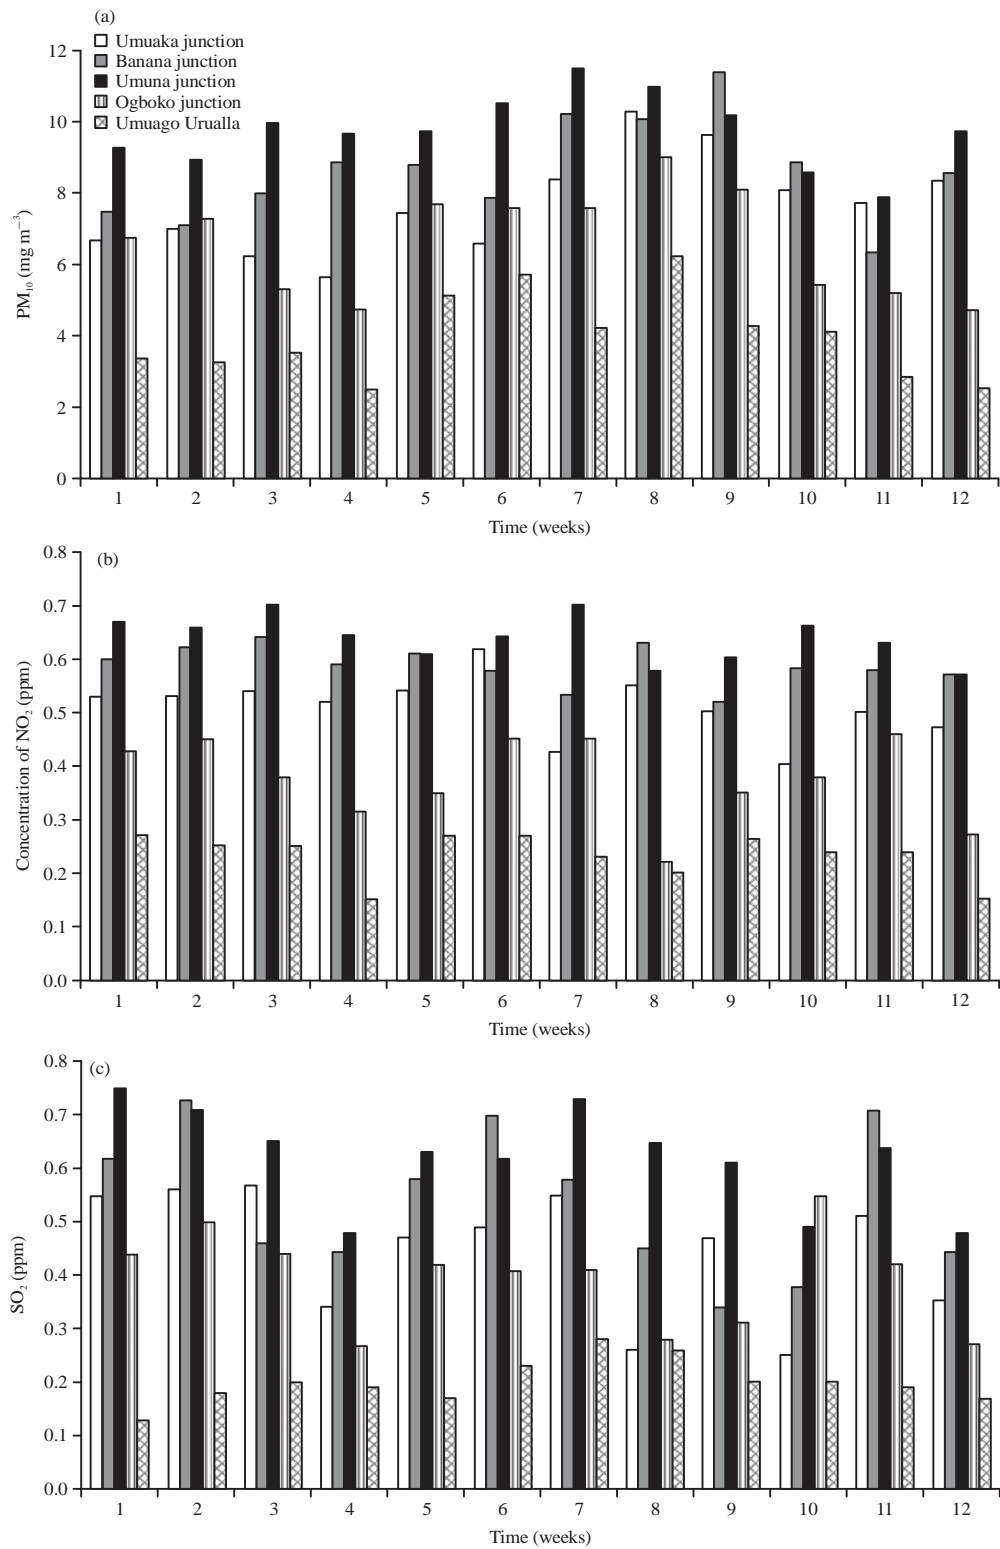 (a)
Umuaka junction
Banana junction
Umuna junction
Ogboko junction
Umuago Urualla
12
10
8
6
4
2
0
PM₁₀ (mg m⁻³)
1 2 3 4 5 6 7 8 9 10 11 12
Time (weeks)
(b)
0.8
0.7
0.6
0.5
0.4
0.3
0.2
0.1
0.0
Concentration of NO₂ (ppm)
1 2 3 4 5 6 7 8 9 10 11 12
Time (weeks)
(c)
0.8
0.7
0.6
0.5
0.4
0.3
0.2
0.1
0.0
SO₂ (ppm)
1 2 3 4 5 6 7 8 9 10 11 12
Time (weeks)